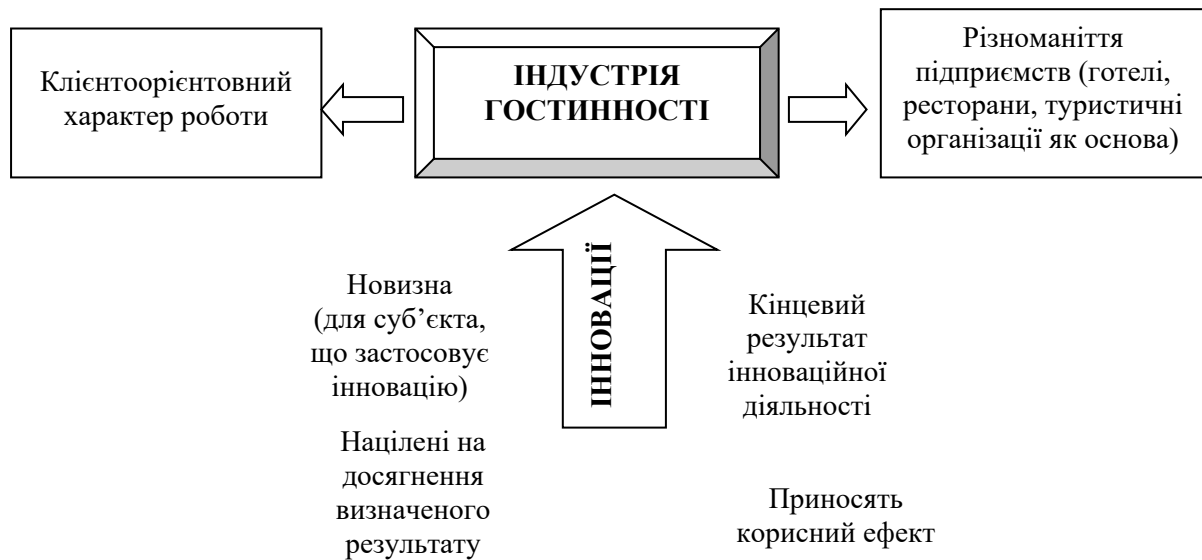 Клієнтоорієнтовний
характер роботи
ІНДУСТРІЯ
ГОСТИННОСТІ
Різноманіття
підприємств (готелі,
ресторани, туристичні
організації як основа)
ІННОВАЦІЇ
Новизна
(для суб’єкта,
що застосовує
інновацію)
Націлені на
досягнення
визначеного
результату
Кінцевий
результат
інноваційної
діяльності
Приносять
корисний ефект